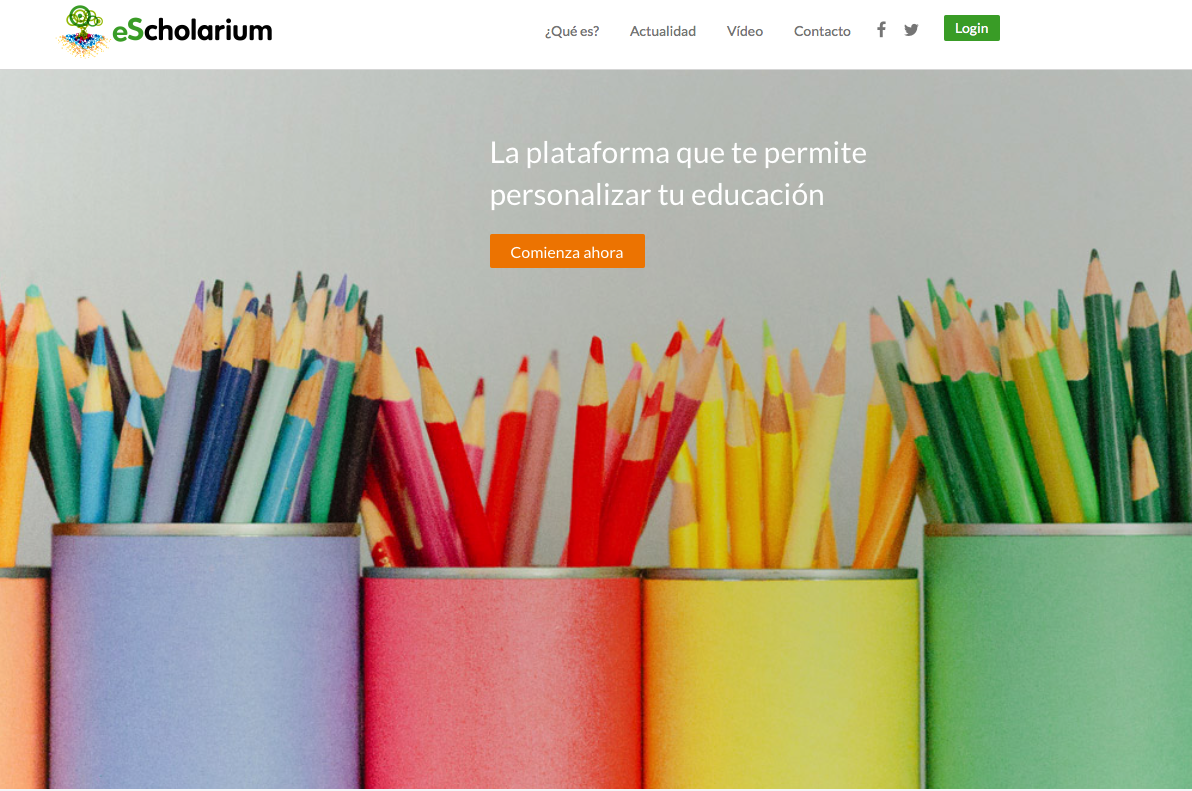 eScholarium
¿Qué es?
Actualidad
Vídeo
Contacto
Login
La plataforma que te permite
personalizar tu educación
Comienza ahora